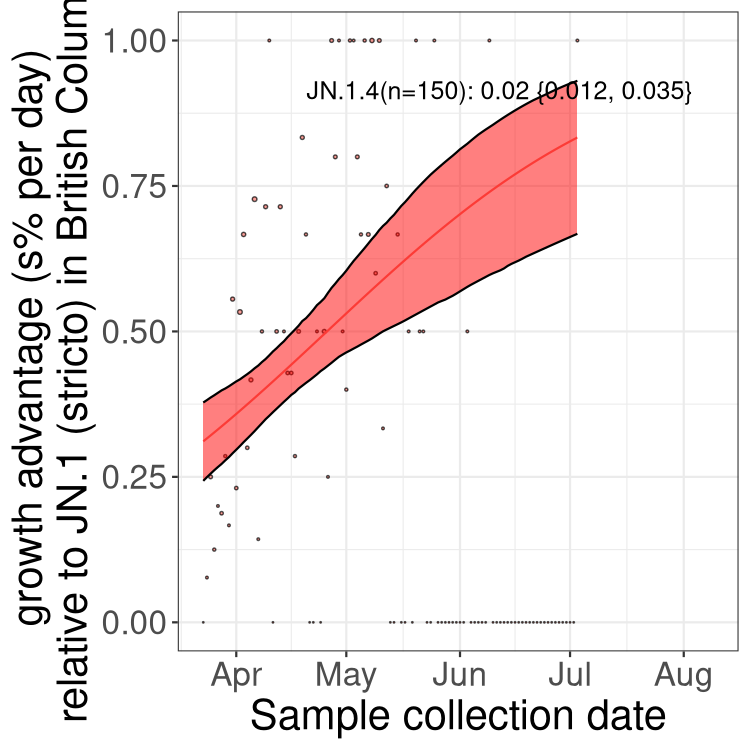 growth advantage (s% per day)
relative to JN.1 (stricto) in British Colum
1.00
0.75
0.50
0.25
0.00
JN.1.4(n=150): 0.02 {0.012, 0.035}
Apr May Jun Jul Aug
Sample collection date